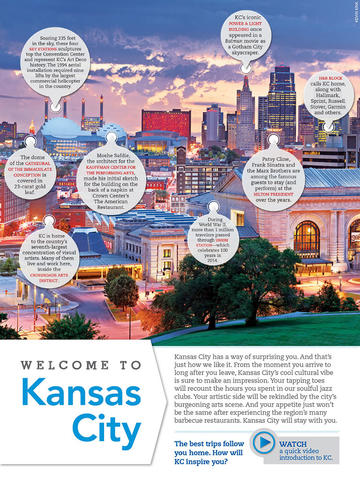 Soaring 335 feet
in the sky, these four
SKY STATIONS sculptures
top the Convention Center
and represent KC's Art Deco
history. The 1994 aerial
installation required nine
lifts by the largest
commercial helicopter
in the country.
KC's iconic
POWER & LIGHT
BUILDING once
appeared in a
Batman movie as
a Gotham City
skyscraper.
H&R BLOCK
calls KC home,
along with
Hallmark,
Sprint, Russell
Stover, Garmin
and others.
The dome
of the CATHEDRAL
OF THE IMMACULATE
CONCEPTION is
covered in
23-carat gold
leaf.
Moshe Safdie,
the architect for the
KAUFFMAN CENTER FOR
THE PERFORMING ARTS,
made his initial sketch
for the building on the
back of a napkin at
Crown Center's
The American
Restaurant.
Patsy Cline,
Frank Sinatra and
the Marx Brothers are
among the famous
guests to stay (and
perform) at the
HILTON PRESIDENT
over the years.
During
World War II,
more than 1 million
travelers passed
through UNION
STATION—which
celebrates 100
years in
2014.
KC is home
to the country's
seventh-largest
concentration of visual
artists. Many of them
live and work here,
inside the
CROSSROADS ARTS
DISTRICT.
WELCOME TO
Kansas
City
Kansas City has a way of surprising you. And that's
just how we like it. From the moment you arrive to
long after you leave, Kansas City's cool cultural vibe
is sure to make an impression. Your tapping toes
will recount the hours you spent in our soulful jazz
clubs. Your artistic side will be rekindled by the city's
burgeoning arts scene. And your appetite just won't
be the same after experiencing the region's many
barbecue restaurants. Kansas City will stay with you.
The best trips follow
you home. How will
KC inspire you?
WATCH
a quick video
introduction to KC.